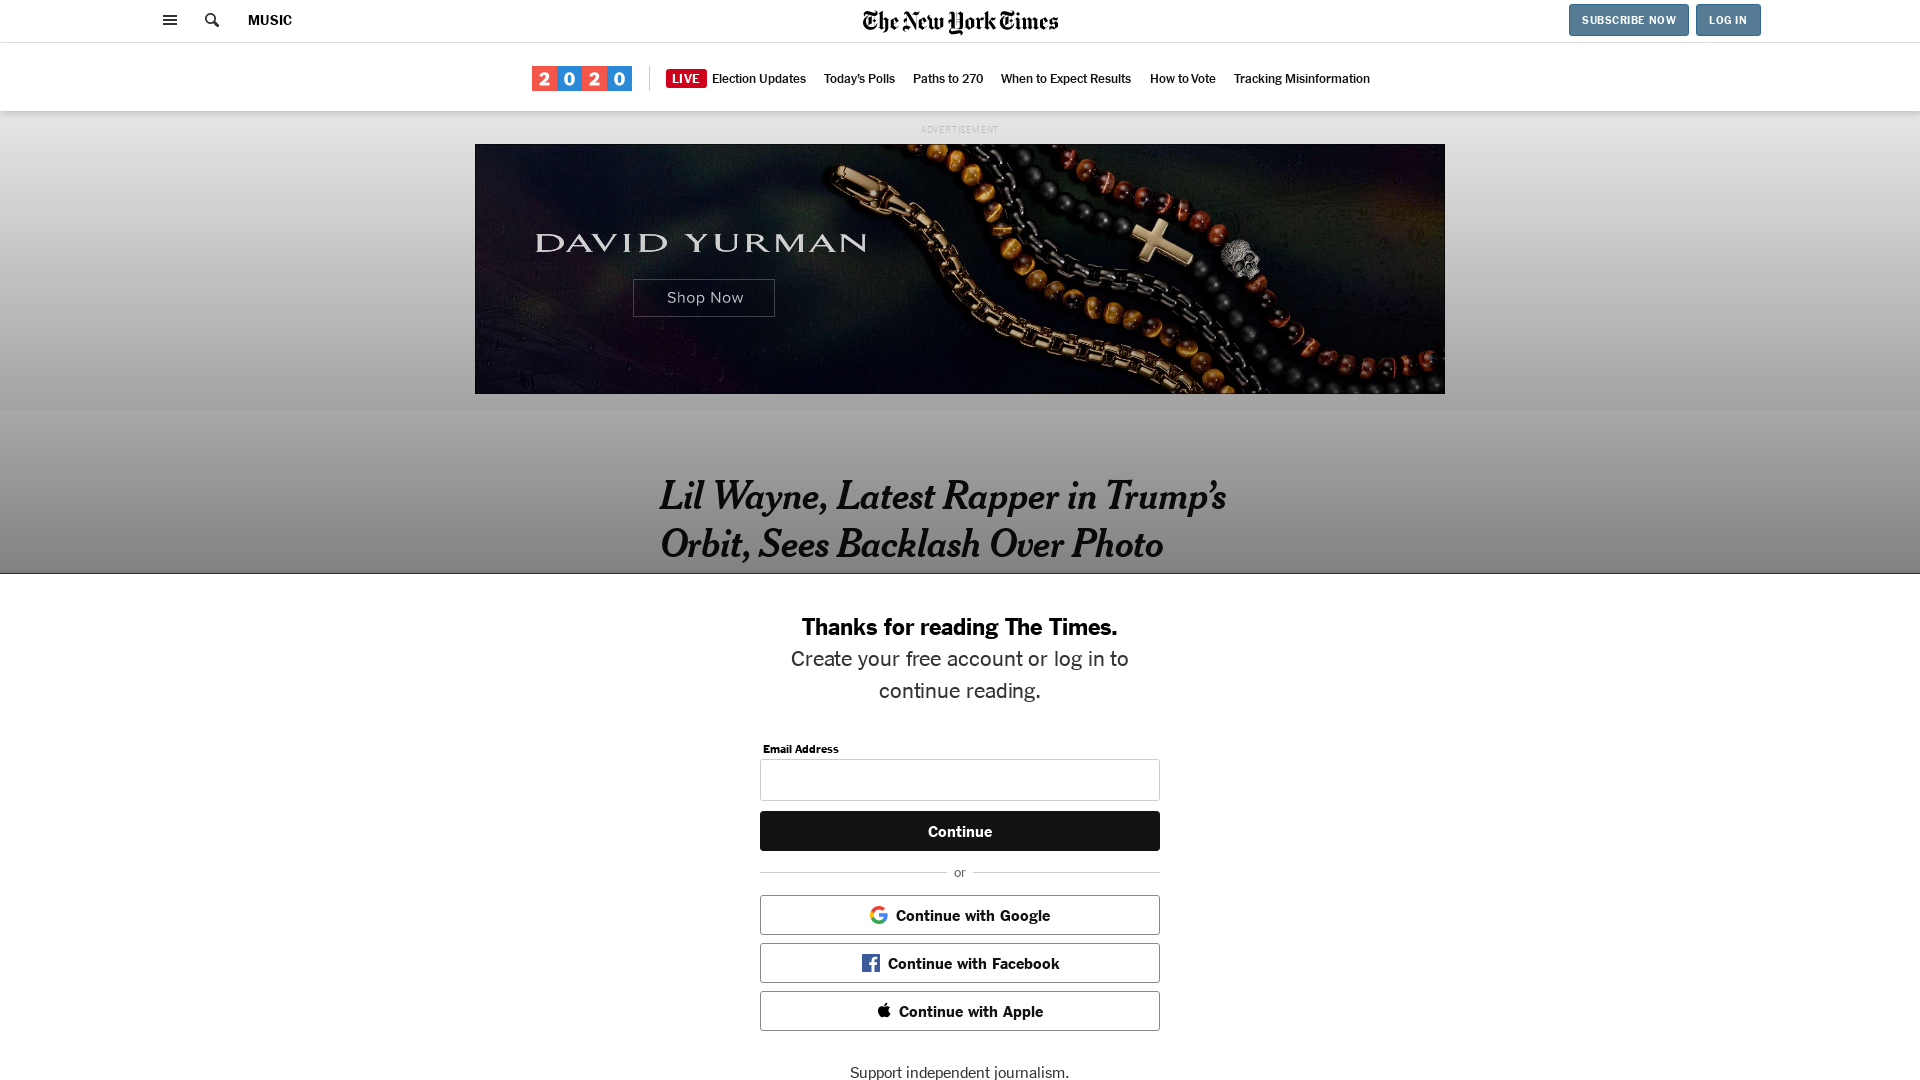 MUSIC
The New York Times
SUBSCRIBE NOW
LOG IN
2020
LIVE Election Updates
Today's Polls
Paths to 270
When to Expect Results
How to Vote
Tracking Misinformation
ADVERTISEMENT
DAVID YURMAN
Shop Now
Lil Wayne, Latest Rapper in Trump's
Orbit, Sees Backlash Over Photo
Thanks for reading The Times.
Create your free account or log in to
continue reading.
Email Address
Continue
or
Continue with Google
Continue with Facebook
Continue with Apple
Support independent journalism.